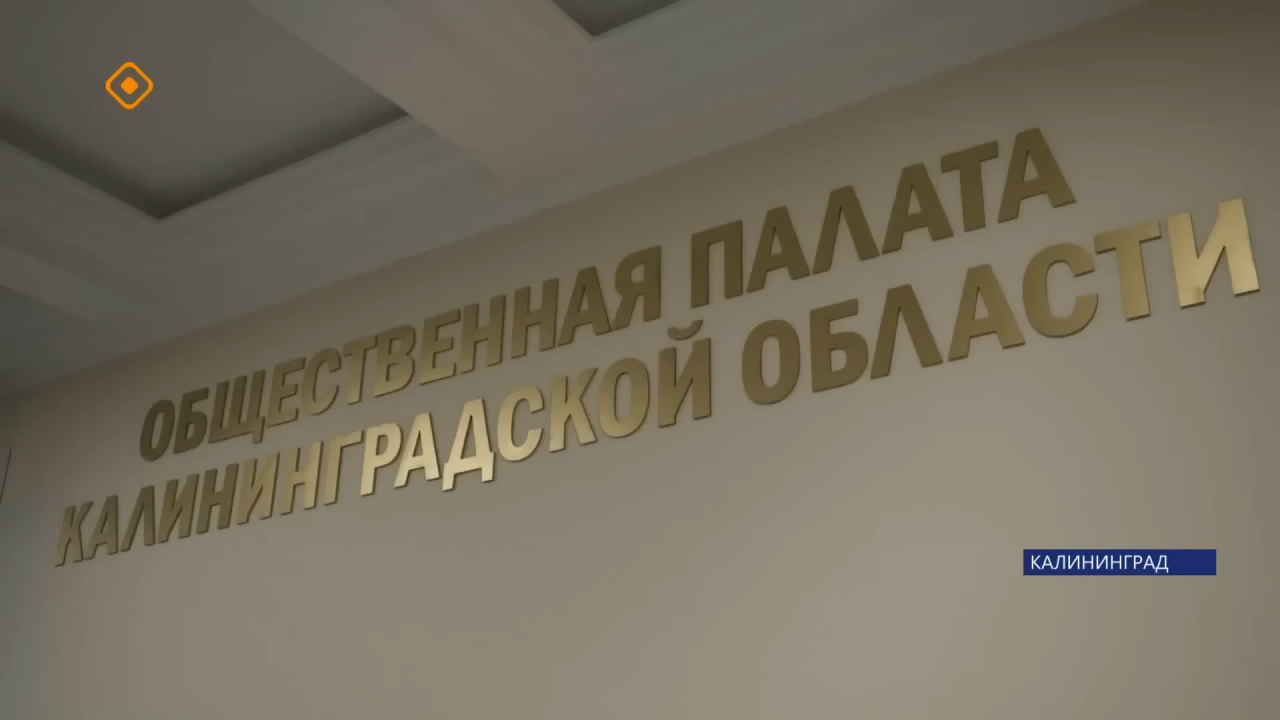 ОБЩЕСТВЕННАЯ ПАЛАТА
КАЛИНИНГРАДСКОЙ ОБЛАСТИ
КАЛИНИНГРАД